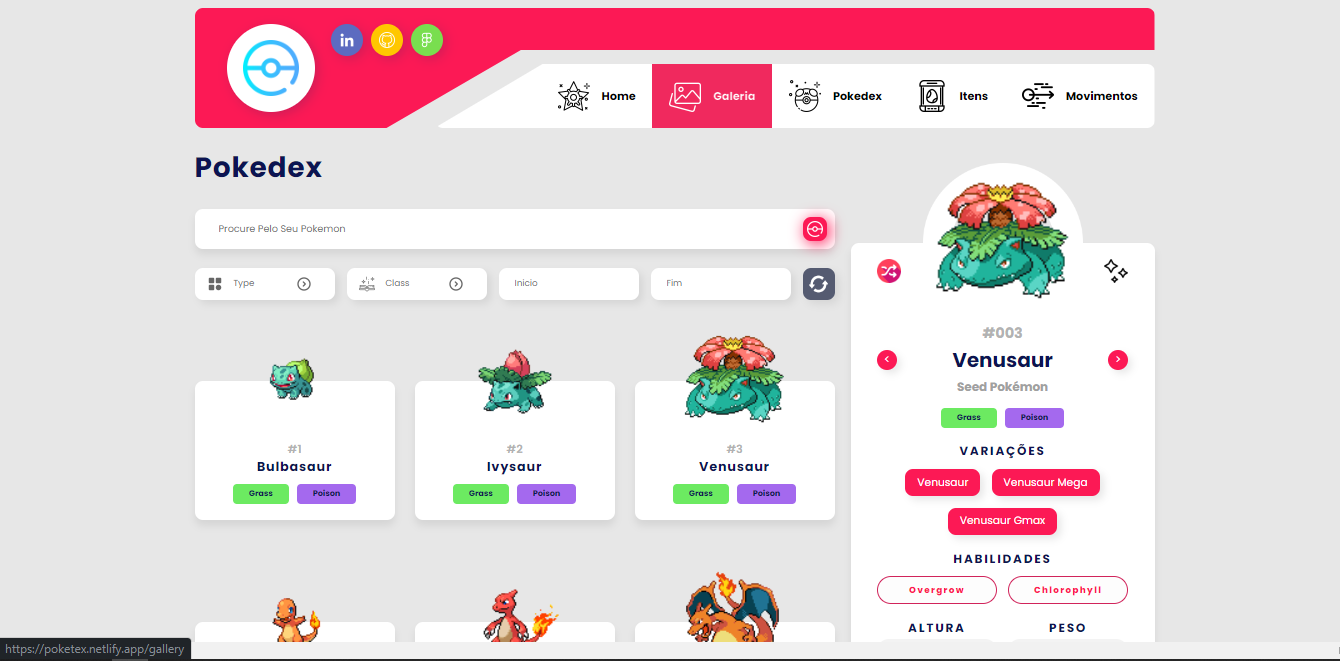 in
Home
Galeria
Pokedex
Itens
Movimentos
Pokedex
Procure Pelo Seu Pokemon
Type
Class
Inicio
Fim
#1
Bulbasaur
Grass
Poison
#2
Ivysaur
Grass
Poison
#3
Venusaur
Grass
Poison
#003
Venusaur
Seed Pokémon
Grass
Poison
VARIAÇÕES
Venusaur
Venusaur Mega
Venusaur Gmax
HABILIDADES
Overgrow
Chlorophyll
ALTURA
PESO
https://poketex.netlify.app/gallery